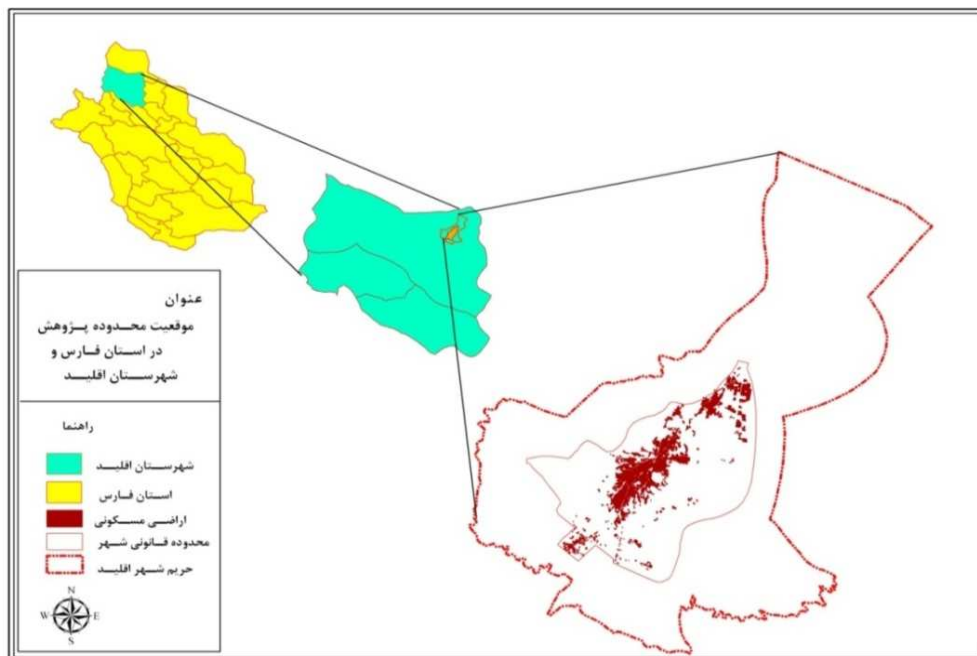 عنوان
موقعیت محدوده پژوهش
در استان فارس و
شهرستان اقلید
راهنما
شهرستان اقلید
استان فارس
اراضی مسکونی
محدوده قانونی شهر
حریم شهر اقلید
N
W E
S